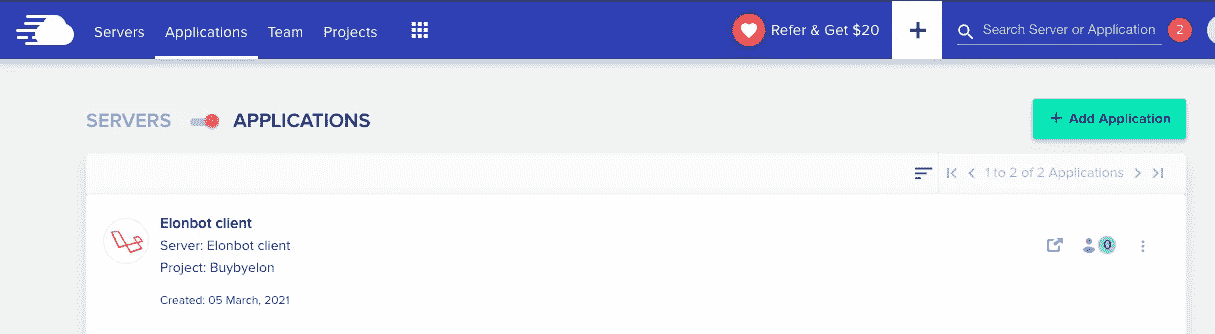 Servers Applications Team Projects Refer & Get $20 + Search Server or Application 2
SERVERS APPLICATIONS + Add Application
1 to 2 of 2 Applications
Elonbot client
Server: Elonbot client
Project: Buybyelon
0
Created: 05 March, 2021